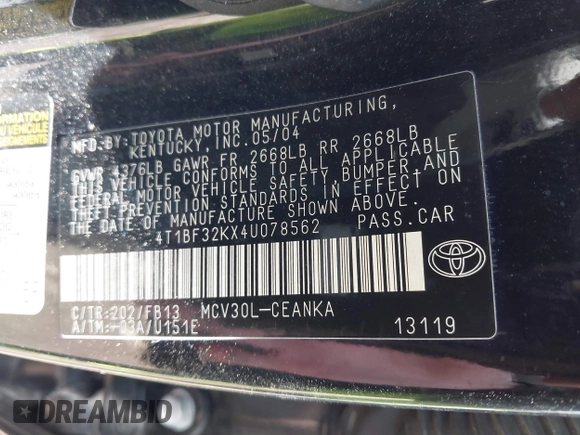 MFD.BY:TOYOTA MOTOR MANUFACTURING,
KENTUCKY, INC. 05/04
GVWR 4376LB GAWR FR 2668LB RR 2668LB
THIS VEHICLE CONFORMS TO ALL APPLICABLE
FEDERAL MOTOR VEHICLE SAFETY, BUMPER, AND
THEFT PREVENTION STANDARDS IN EFFECT ON
THE DATE OF MANUFACTURE SHOWN ABOVE.
4T1BF32KX4U078562 PASS.CAR
C/TR:202/FB13 MCV30L-CEANKA
A/TM:-03A/U151E 13119
TOYOTA
DREAMBID